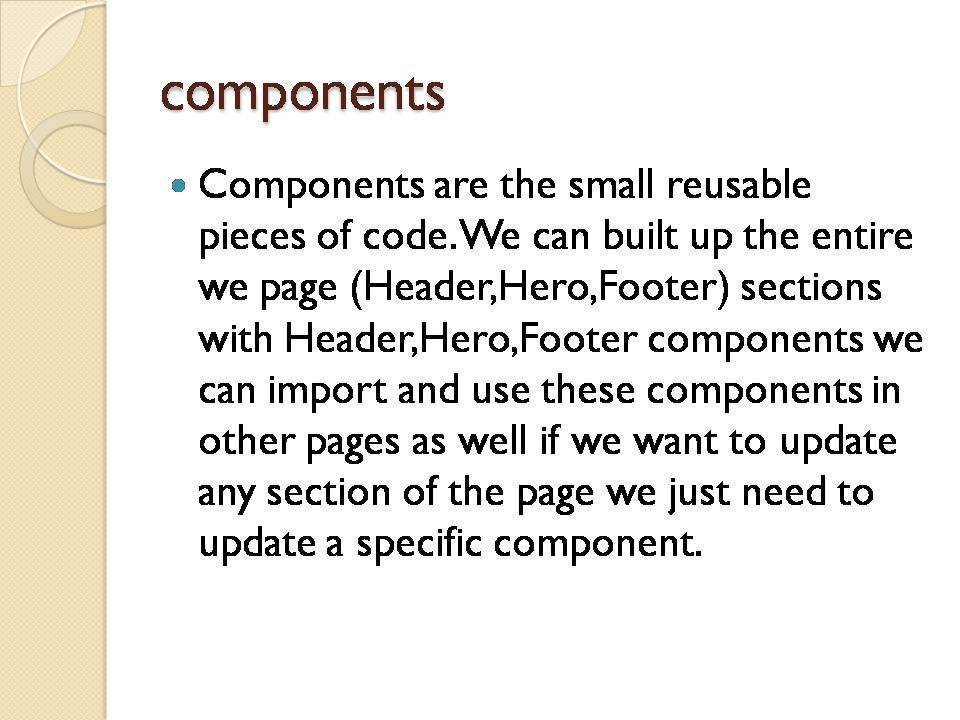 components
Components are the small reusable
pieces of code. We can built up the entire
we page (Header,Hero,Footer) sections
with Header,Hero,Footer components we
can import and use these components in
other pages as well if we want to update
any section of the page we just need to
update a specific component.